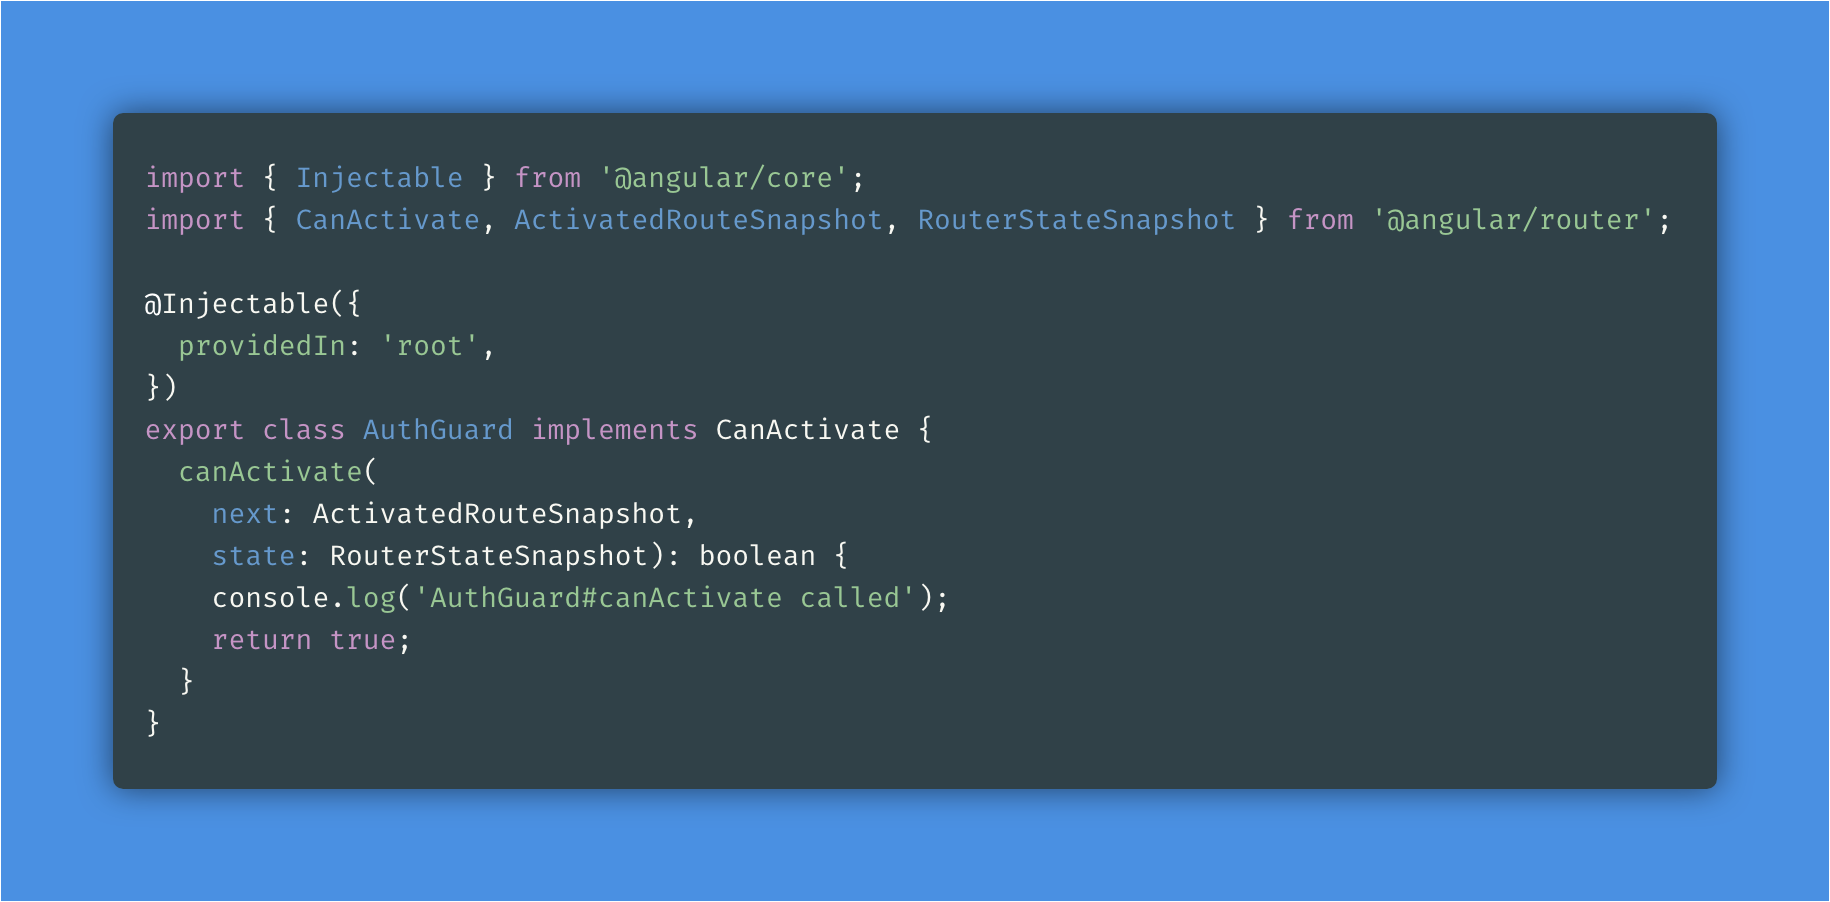 import { Injectable } from '@angular/core';
import { CanActivate, ActivatedRouteSnapshot, RouterStateSnapshot } from '@angular/router';

@Injectable({
  providedIn: 'root',
})
export class AuthGuard implements CanActivate {
  canActivate(
    next: ActivatedRouteSnapshot,
    state: RouterStateSnapshot): boolean {
    console.log('AuthGuard#canActivate called');
    return true;
  }
}